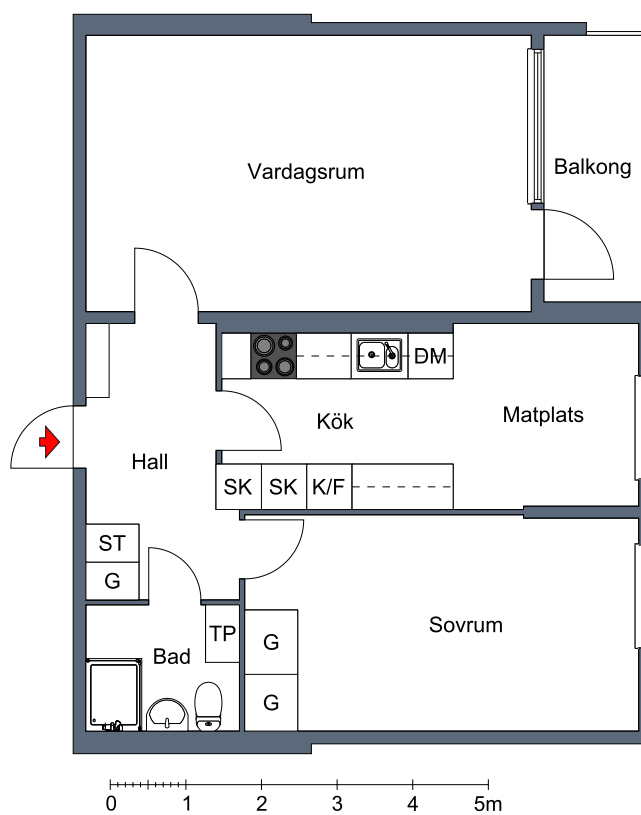 Vardagsrum
Balkong
DM
Kök
Matplats
Hall
SK SK K/F
ST
G
TP
Sovrum
Bad
G
G
0 1 2 3 4 5m